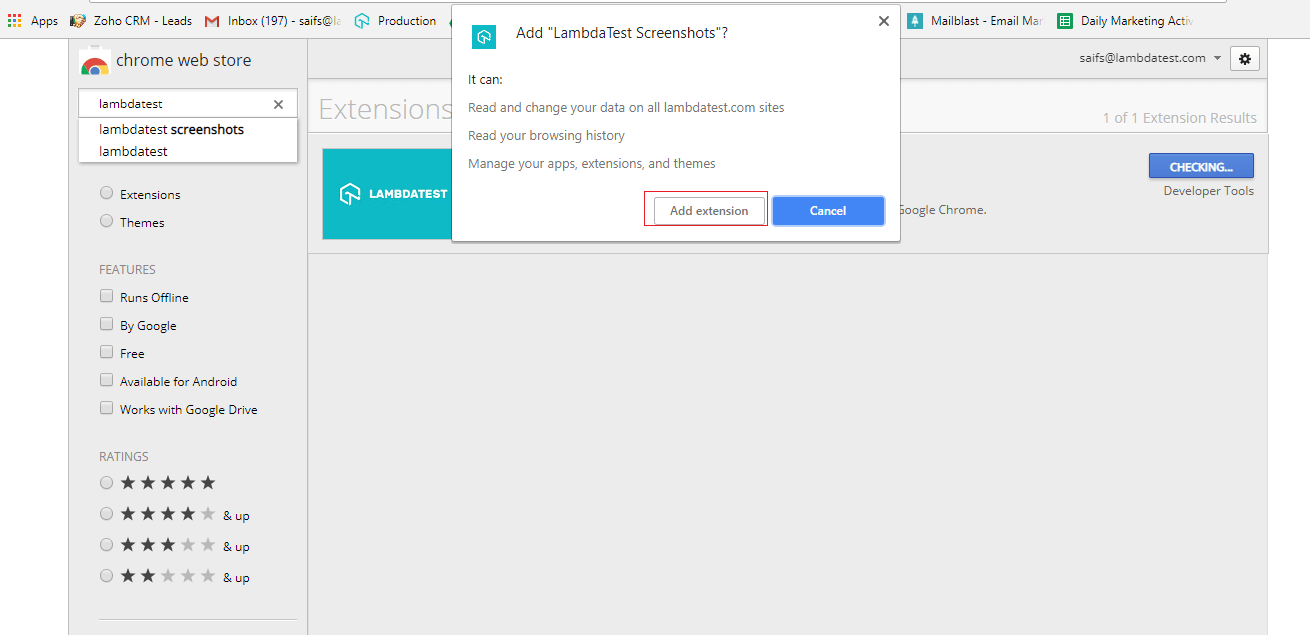 Apps Zoho CRM - Leads Inbox (197) - saifs@la Production Mailblast - Email Mar Daily Marketing Activ
chrome web store
saifs@lambdatest.com
lambdatest
lambdatest screenshots
lambdatest
Extensions
Themes
FEATURES
Runs Offline
By Google
Free
Available for Android
Works with Google Drive
RATINGS
& up
& up
& up
Extensions
1 of 1 Extension Results
LAMBDATEST
CHECKING...
Developer Tools
Google Chrome.
Add "LambdaTest Screenshots"?
It can:
Read and change your data on all lambdatest.com sites
Read your browsing history
Manage your apps, extensions, and themes
Add extension Cancel